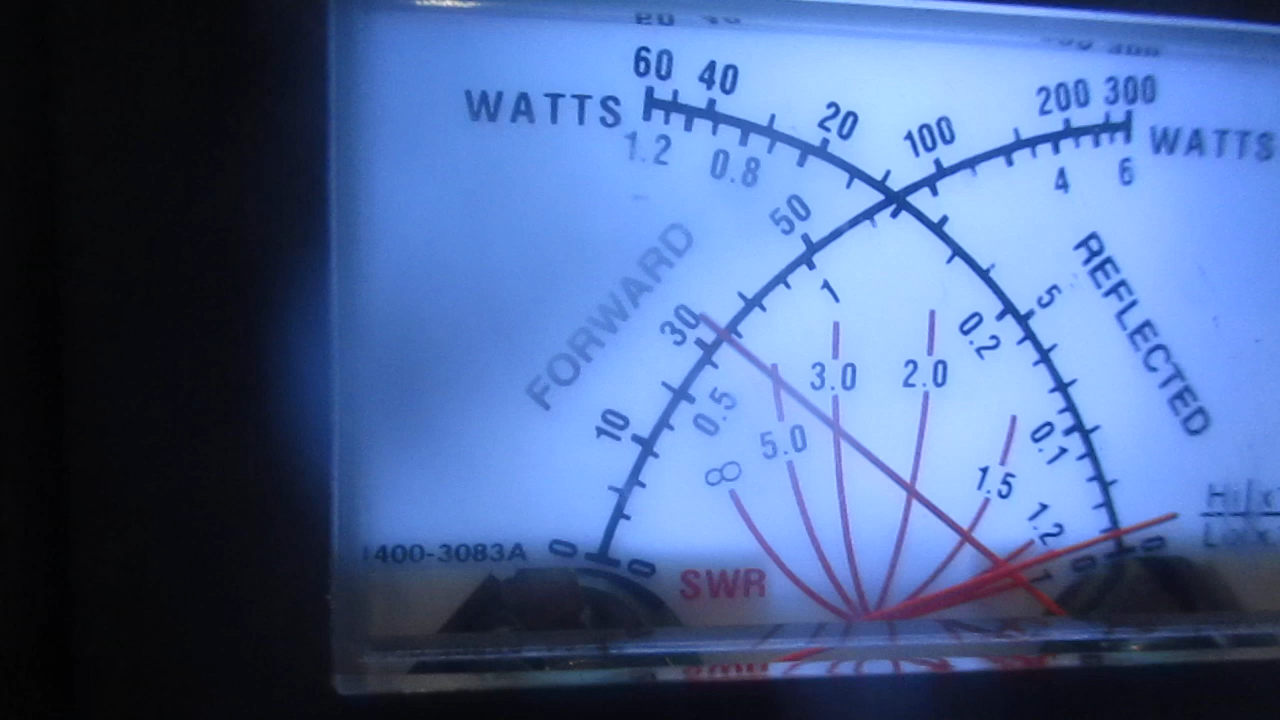 60 40 20 100 200 300
WATTS WATTS
1.2 0.8 4 6
50
FORWARD REFLECTED
1 5
30 0.2
3.0 2.0
0.5
10 5.0 0.1
∞ 1.5
1.2
400-3083A 0 0
0 SWR 1 0